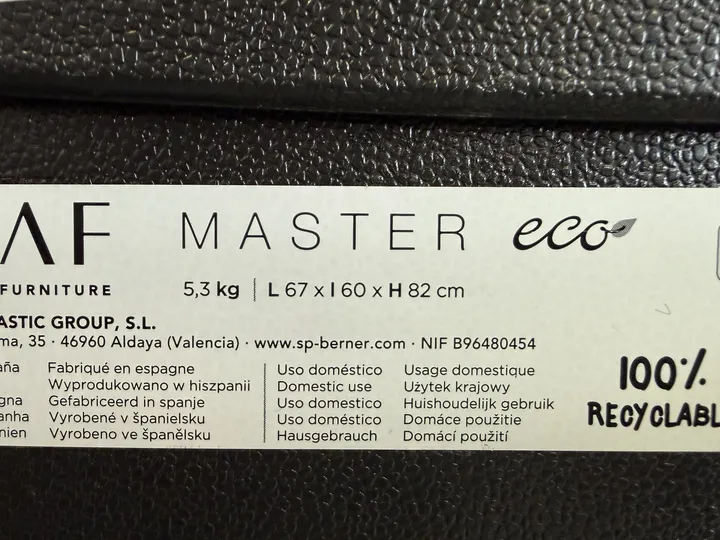 AF MASTER eco
FURNITURE 5,3 kg L 67 x l 60 x H 82 cm
ASTIC GROUP, S.L.
ma, 35 · 46960 Aldaya (Valencia) · www.sp-berner.com · NIF B96480454
aña Fabriqué en espagne Uso doméstico Usage domestique
Wyprodukowano w hiszpanii Domestic use Użytek krajowy
gna Gefabriceerd in spanje Uso domestico Huishoudelijk gebruik
anha Vyrobené v španielsku Uso doméstico Domáce použitie
nien Vyrobeno ve španělsku Hausgebrauch Domácí použití
100%
RECYCLABL